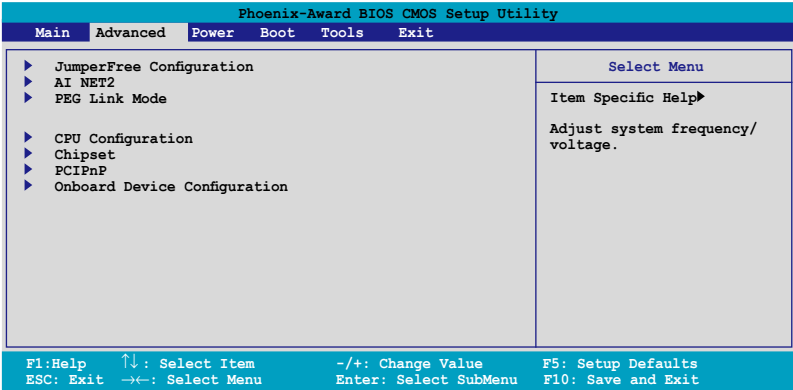 Phoenix-Award BIOS CMOS Setup Utility
Main Advanced Power Boot Tools Exit
JumperFree Configuration
AI NET2
PEG Link Mode
CPU Configuration
Chipset
PCIPnP
Onboard Device Configuration
Select Menu
Item Specific Help
Adjust system frequency/
voltage.
F1:Help ↑↓: Select Item -/+: Change Value F5: Setup Defaults
ESC: Exit →←: Select Menu Enter: Select SubMenu F10: Save and Exit